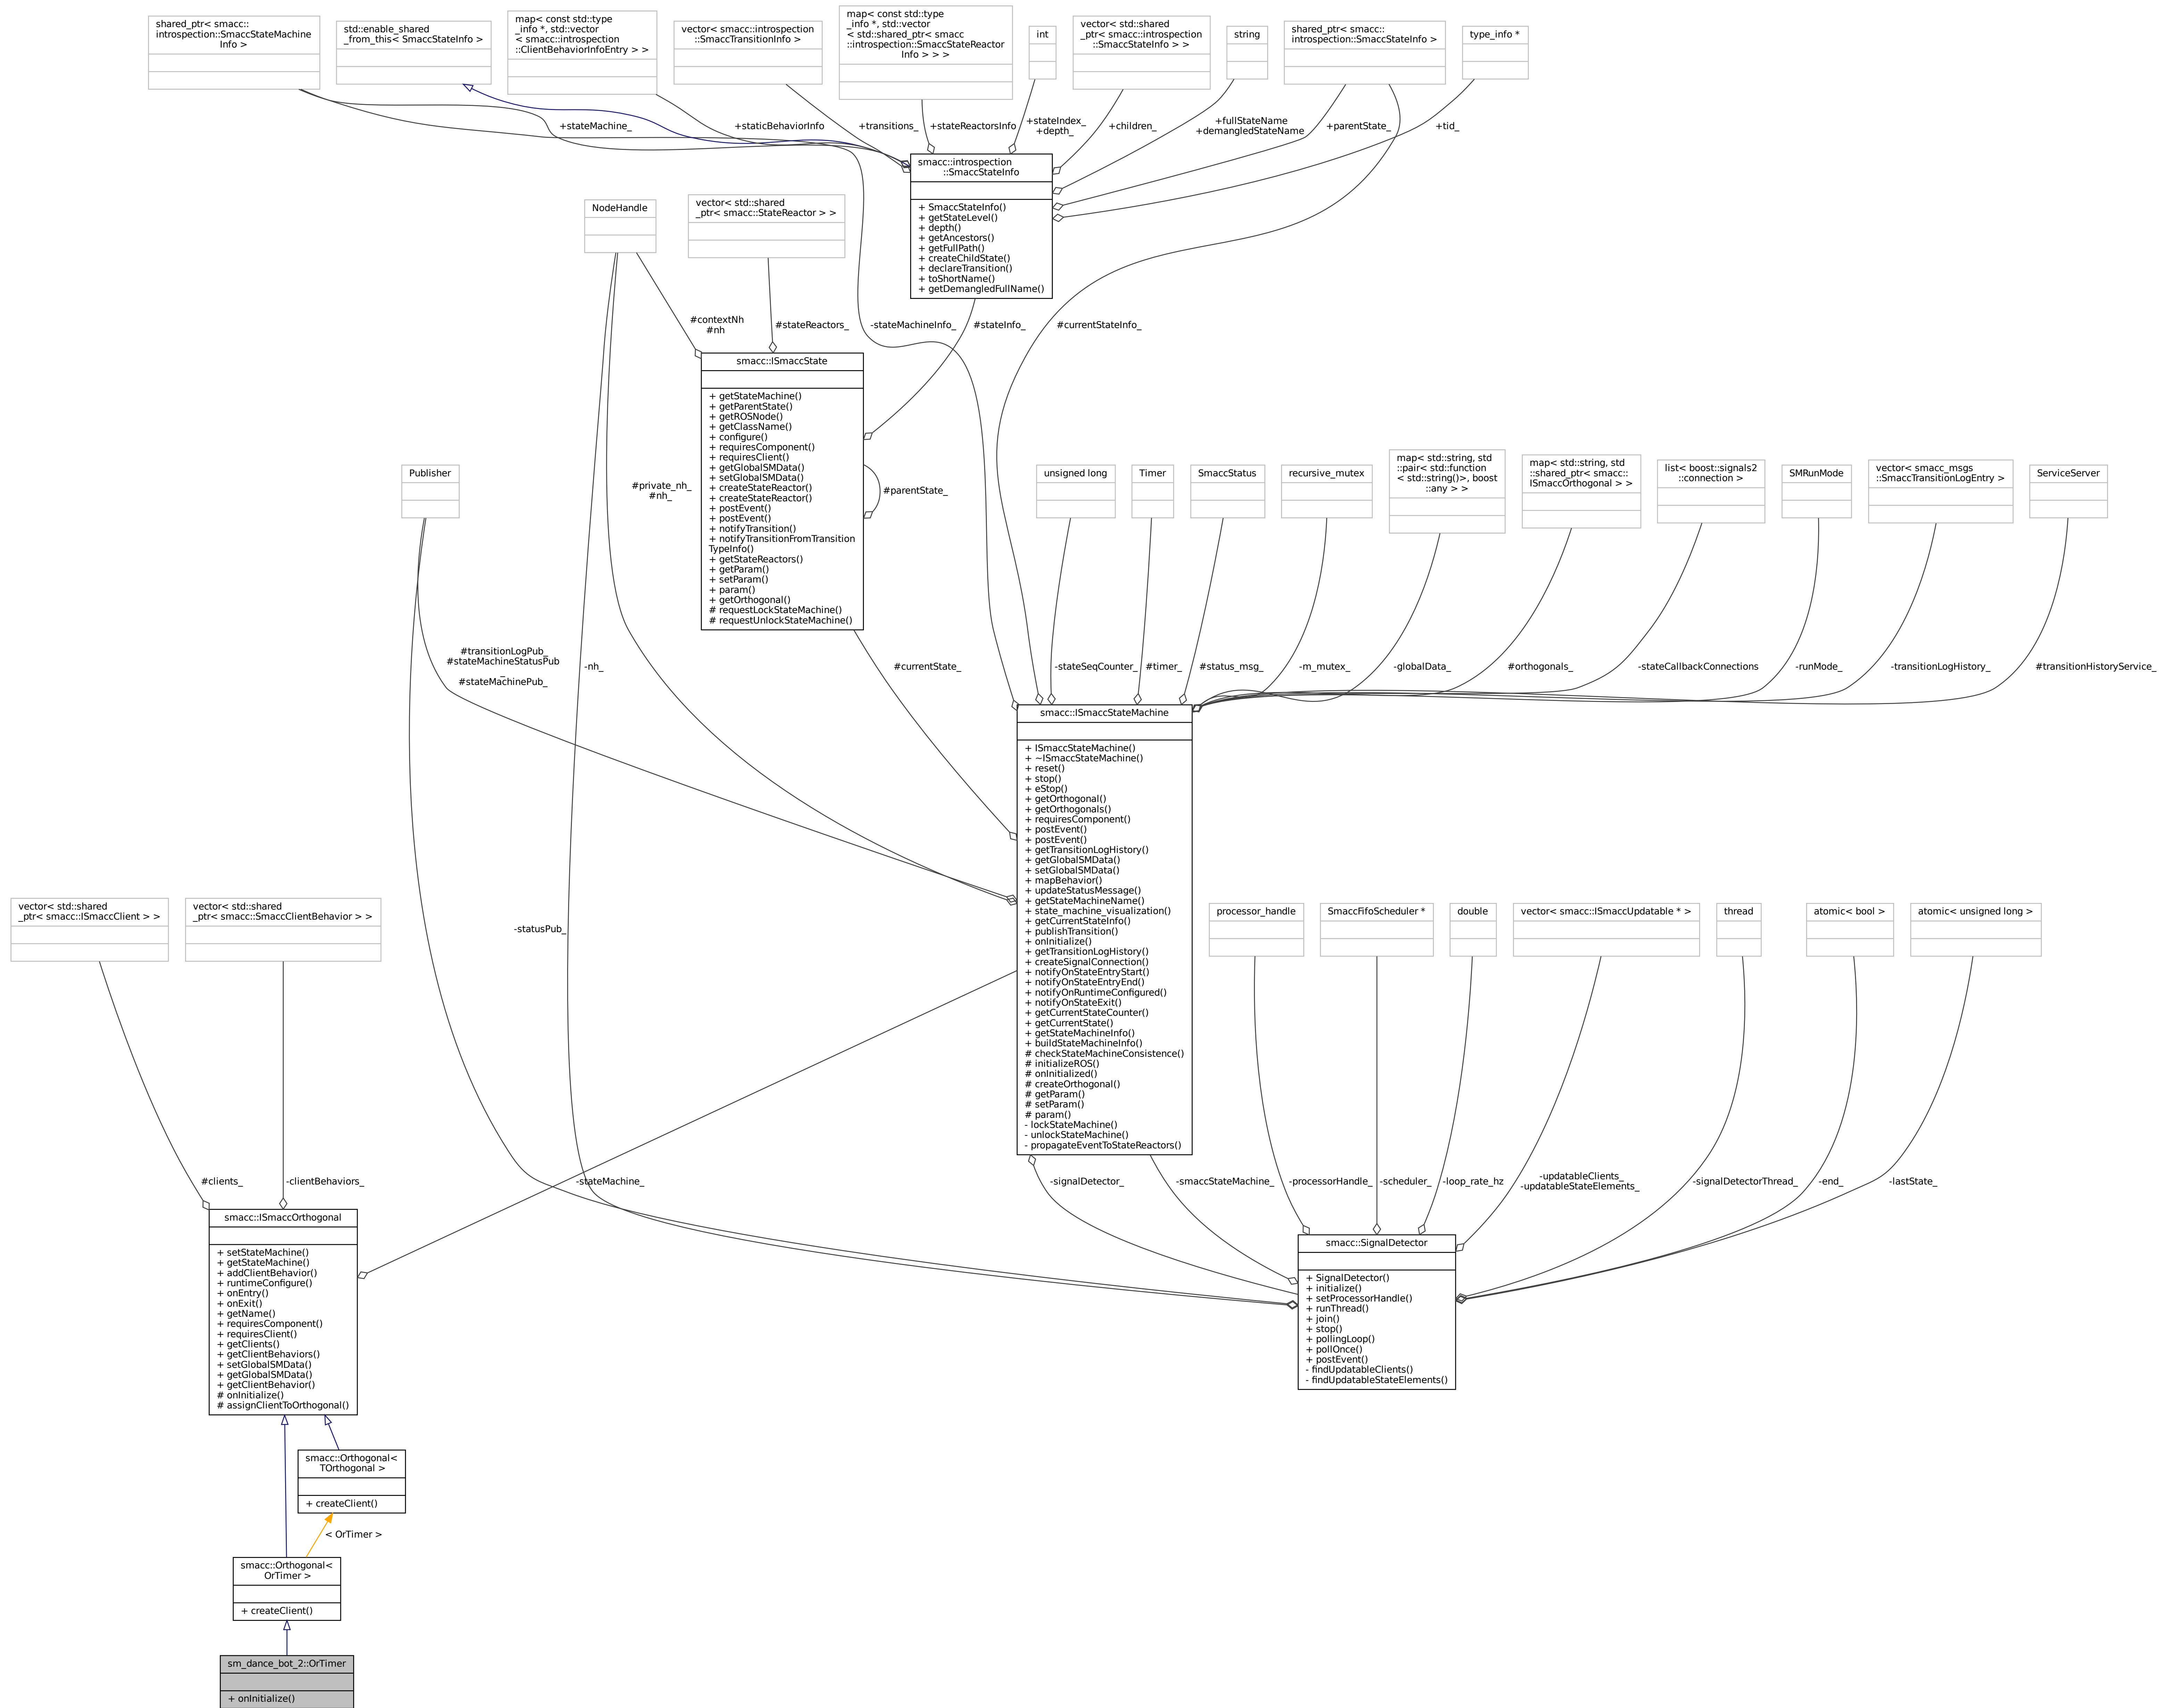 shared_ptr< smacc::
introspection::SmaccStateMachine
Info >
std::enable_shared
_from_this< SmaccStateInfo >
map< const std::type
_info *, std::vector
< smacc::introspection
::ClientBehaviorInfoEntry > >
vector< smacc::introspection
::SmaccTransitionInfo >
map< const std::type
_info *, std::vector
< std::shared_ptr< smacc
::introspection::SmaccStateReactor
Info > > >
int
vector< std::shared
_ptr< smacc::introspection
::SmaccStateInfo > >
string
shared_ptr< smacc::
introspection::SmaccStateInfo >
type_info *
+stateMachine_
+staticBehaviorInfo
+transitions_
+stateReactorsInfo
+stateIndex_
+depth_
+children_
+fullStateName
+demangledStateName
+parentState_
+tid_
smacc::introspection
::SmaccStateInfo
+ SmaccStateInfo()
+ getStateLevel()
+ depth()
+ getAncestors()
+ getFullPath()
+ createChildState()
+ declareTransition()
+ toShortName()
+ getDemangledFullName()
NodeHandle
vector< std::shared
_ptr< smacc::StateReactor > >
#contextNh
#nh
#stateReactors_
-stateMachineInfo_
#stateInfo_
#currentStateInfo_
smacc::ISmaccState
+ getStateMachine()
+ getParentState()
+ getROSNode()
+ getClassName()
+ configure()
+ requiresComponent()
+ requiresClient()
+ getGlobalSMData()
+ setGlobalSMData()
+ createStateReactor()
+ createStateReactor()
+ postEvent()
+ postEvent()
+ notifyTransition()
+ notifyTransitionFromTransition
TypeInfo()
+ getStateReactors()
+ getParam()
+ setParam()
+ param()
+ getOrthogonal()
# requestLockStateMachine()
# requestUnlockStateMachine()
#parentState_
Publisher
#private_nh_
#nh_
unsigned long
Timer
SmaccStatus
recursive_mutex
map< std::string, std
::pair< std::function
< std::string()>, boost
::any > >
map< std::string, std
::shared_ptr< smacc::
ISmaccOrthogonal > >
list< boost::signals2
::connection >
SMRunMode
vector< smacc_msgs
::SmaccTransitionLogEntry >
ServiceServer
#transitionLogPub_
#stateMachineStatusPub
_
#stateMachinePub_
-nh_
#currentState_
-stateSeqCounter_
#timer_
#status_msg_
-m_mutex_
-globalData_
#orthogonals_
-stateCallbackConnections
-runMode_
-transitionLogHistory_
#transitionHistoryService_
smacc::ISmaccStateMachine
+ ISmaccStateMachine()
+ ~ISmaccStateMachine()
+ reset()
+ stop()
+ eStop()
+ getOrthogonal()
+ getOrthogonals()
+ requiresComponent()
+ postEvent()
+ postEvent()
+ getTransitionLogHistory()
+ getGlobalSMData()
+ setGlobalSMData()
+ mapBehavior()
+ updateStatusMessage()
+ getStateMachineName()
+ state_machine_visualization()
+ getCurrentStateInfo()
+ publishTransition()
+ onInitialize()
+ getTransitionLogHistory()
+ createSignalConnection()
+ notifyOnStateEntryStart()
+ notifyOnStateEntryEnd()
+ notifyOnRuntimeConfigured()
+ notifyOnStateExit()
+ getCurrentStateCounter()
+ getCurrentState()
+ getStateMachineInfo()
+ buildStateMachineInfo()
# checkStateMachineConsistence()
# initializeROS()
# onInitialized()
# createOrthogonal()
# getParam()
# setParam()
# param()
- lockStateMachine()
- unlockStateMachine()
- propagateEventToStateReactors()
vector< std::shared
_ptr< smacc::ISmaccClient > >
vector< std::shared
_ptr< smacc::SmaccClientBehavior > >
-statusPub_
processor_handle
SmaccFifoScheduler *
double
vector< smacc::ISmaccUpdatable * >
thread
atomic< bool >
atomic< unsigned long >
#clients_
-clientBehaviors_
-stateMachine_
-signalDetector_
-smaccStateMachine_
-processorHandle_
-scheduler_
-loop_rate_hz
-updatableClients_
-updatableStateElements_
-signalDetectorThread_
-end_
-lastState_
smacc::ISmaccOrthogonal
+ setStateMachine()
+ getStateMachine()
+ addClientBehavior()
+ runtimeConfigure()
+ onEntry()
+ onExit()
+ getName()
+ requiresComponent()
+ requiresClient()
+ getClients()
+ getClientBehaviors()
+ setGlobalSMData()
+ getGlobalSMData()
+ getClientBehavior()
# onInitialize()
# assignClientToOrthogonal()
smacc::SignalDetector
+ SignalDetector()
+ initialize()
+ setProcessorHandle()
+ runThread()
+ join()
+ stop()
+ pollingLoop()
+ pollOnce()
+ postEvent()
- findUpdatableClients()
- findUpdatableStateElements()
smacc::Orthogonal<
TOrthogonal >
+ createClient()
< OrTimer >
smacc::Orthogonal<
OrTimer >
+ createClient()
sm_dance_bot_2::OrTimer
+ onInitialize()